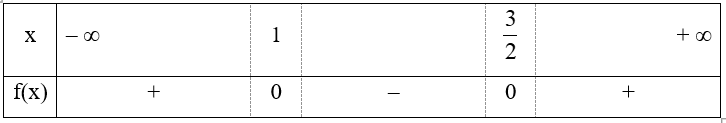 x – ∞ 1 3/2 + ∞
f(x) + 0 – 0 +